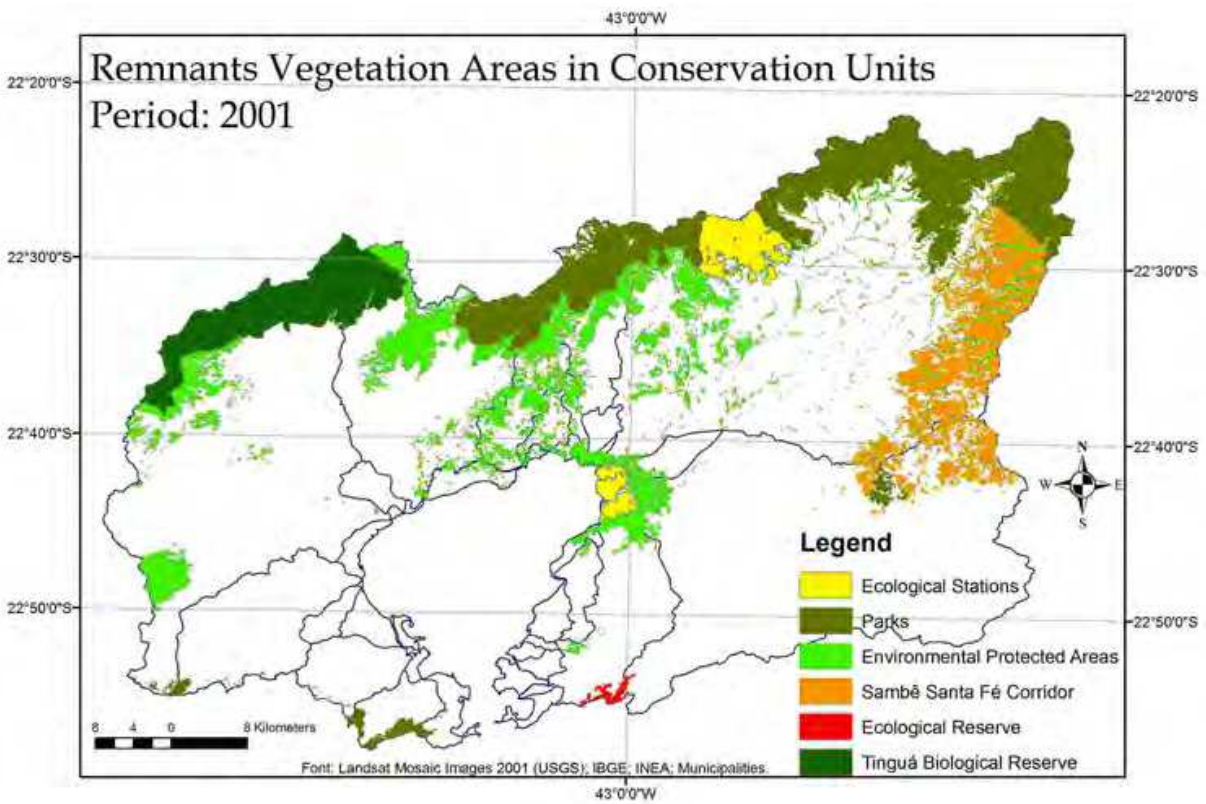 43°0'0"W
Remnants Vegetation Areas in Conservation Units
Period: 2001
22°20'0"S
22°20'0"S
22°30'0"S
22°30'0"S
22°40'0"S
22°40'0"S
N
W
E
S
Legend
Ecological Stations
22°50'0"S
22°50'0"S
Parks
Environmental Protected Areas
Sambê Santa Fé Corridor
Ecological Reserve
Tinguá Biological Reserve
8 4 0 8 Kilometers
Font: Landsat Mosaic Images 2001 (USGS); IBGE; INEA; Municipalities.
43°0'0"W